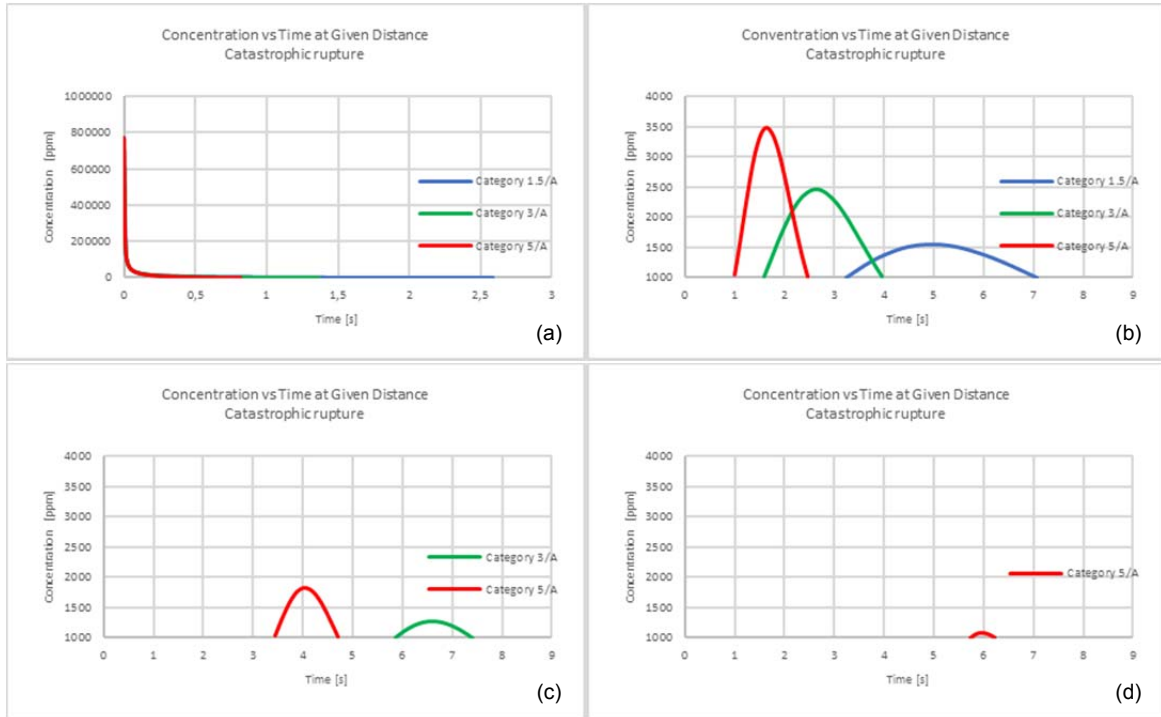 Concentration vs Time at Given Distance
Catastrophic rupture
Concentration [ppm]
1000000
800000
600000
400000
200000
0
0
0,5
1
1,5
2
2,5
3
Time [s]
Category 1.5/A
Category 3/A
Category 5/A
(a)
Conventration vs Time at Given Distance
Catastrophic rupture
Concentration [ppm]
4000
3500
3000
2500
2000
1500
1000
0
1
2
3
4
5
6
7
8
9
Time [s]
Category 1.5/A
Category 3/A
Category 5/A
(b)
Concentration vs Time at Given Distance
Catastrophic rupture
Concentration [ppm]
4000
3500
3000
2500
2000
1500
1000
0
1
2
3
4
5
6
7
8
9
Time [s]
Category 3/A
Category 5/A
(c)
Concentration vs Time at Given Distance
Catastrophic rupture
Concentration [ppm]
4000
3500
3000
2500
2000
1500
1000
0
1
2
3
4
5
6
7
8
9
Time [s]
Category 5/A
(d)